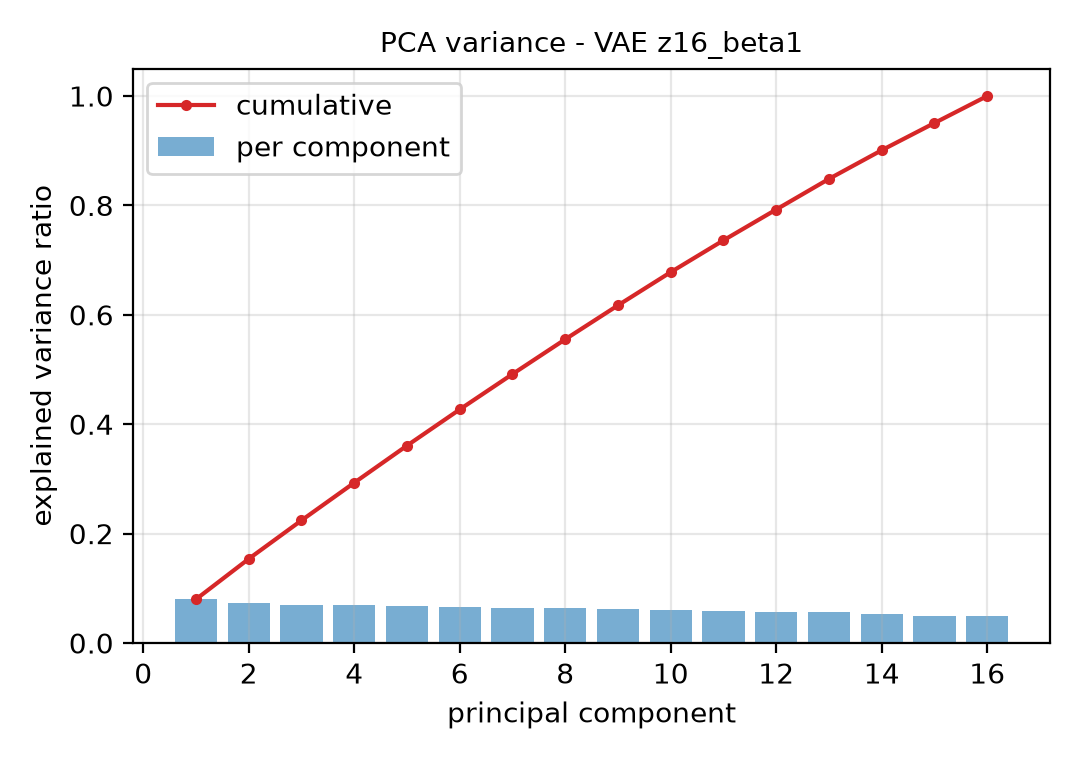 PCA variance - VAE z16_beta1
cumulative
per component
explained variance ratio
1.0
0.8
0.6
0.4
0.2
0.0
0 2 4 6 8 10 12 14 16
principal component